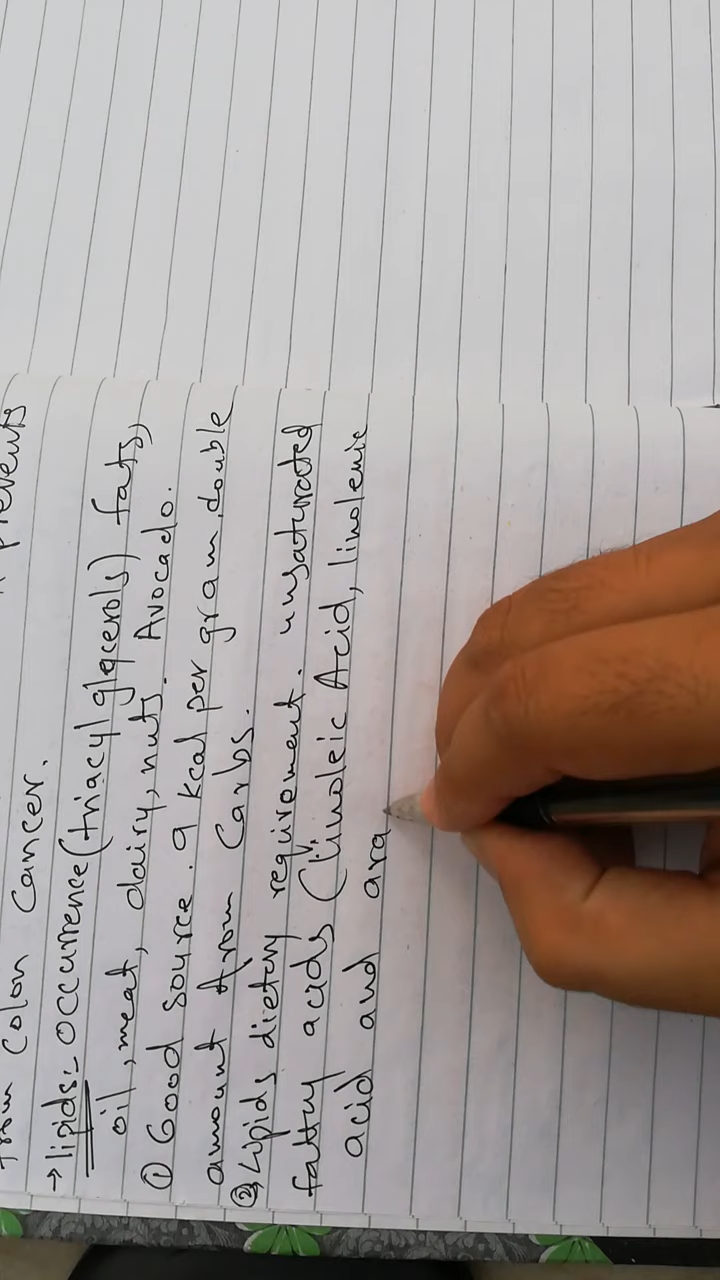 from colon cancer.
→ lipids:- occurrence (triacylglycerols) fats,
oil, meat, dairy, nuts. Avocado.
① Good source. 9 kcal per gram. double
amount from Carbs.
② Lipids dietary requirement. unsaturated
fatty acids (linoleic Acid, linolenic
acid and ara